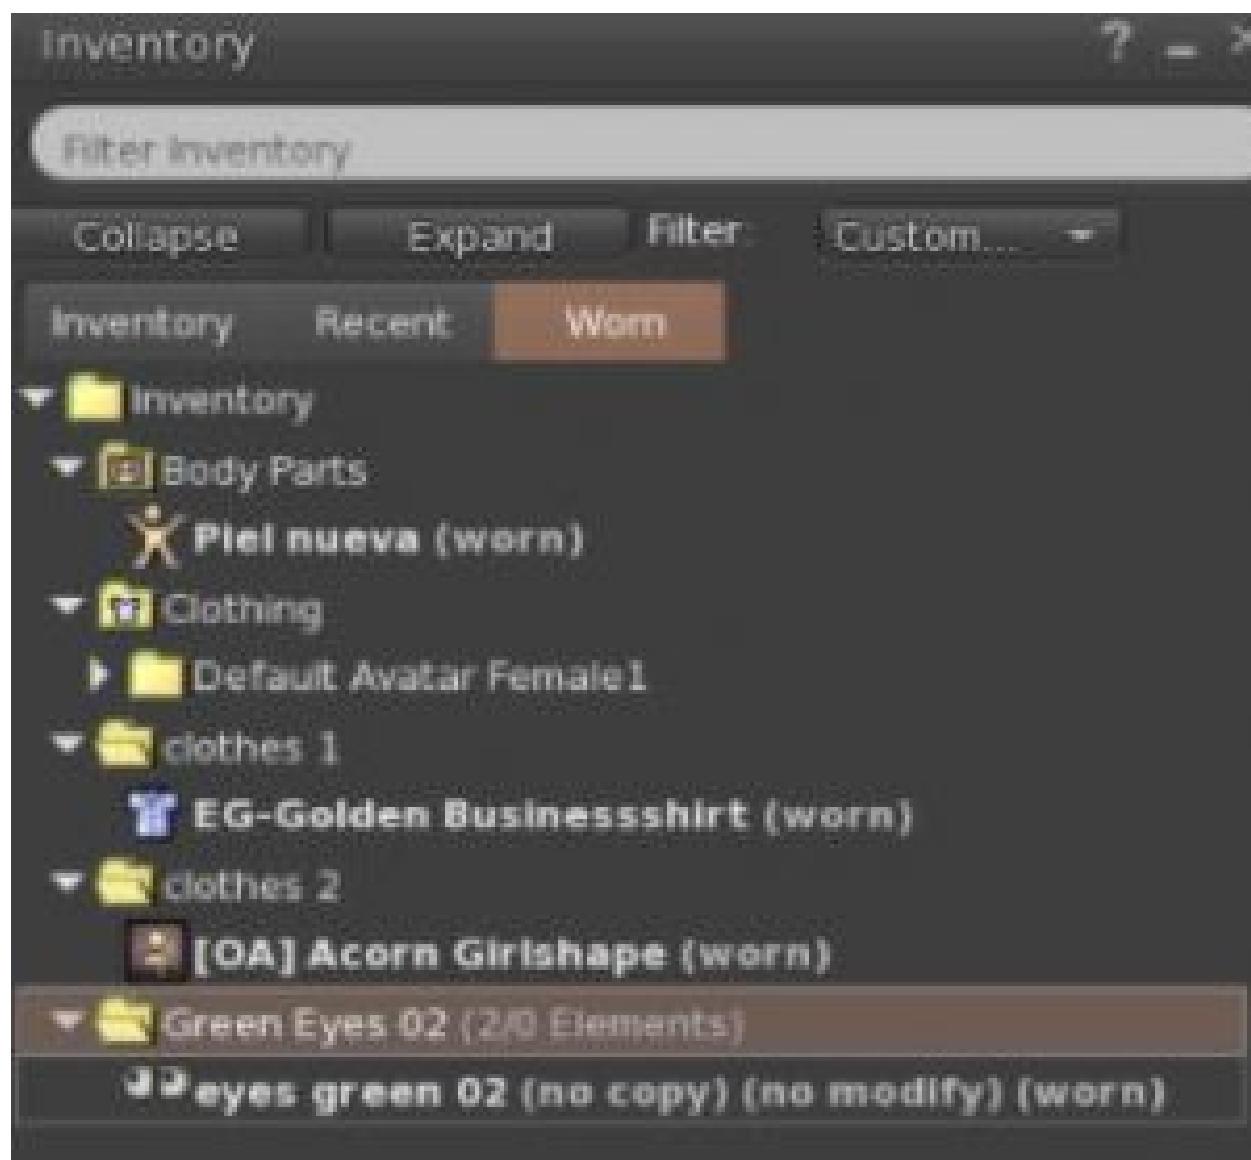 Inventory ? _ ×
Filter Inventory
Collapse Expand Filter: Custom...
Inventory Recent Worn
Inventory
Body Parts
Piel nueva (worn)
Clothing
Default Avatar Female1
clothes 1
EG-Golden Businessshirt (worn)
clothes 2
[OA] Acorn Girlshape (worn)
Green Eyes 02 (2/0 Elements)
eyes green 02 (no copy) (no modify) (worn)